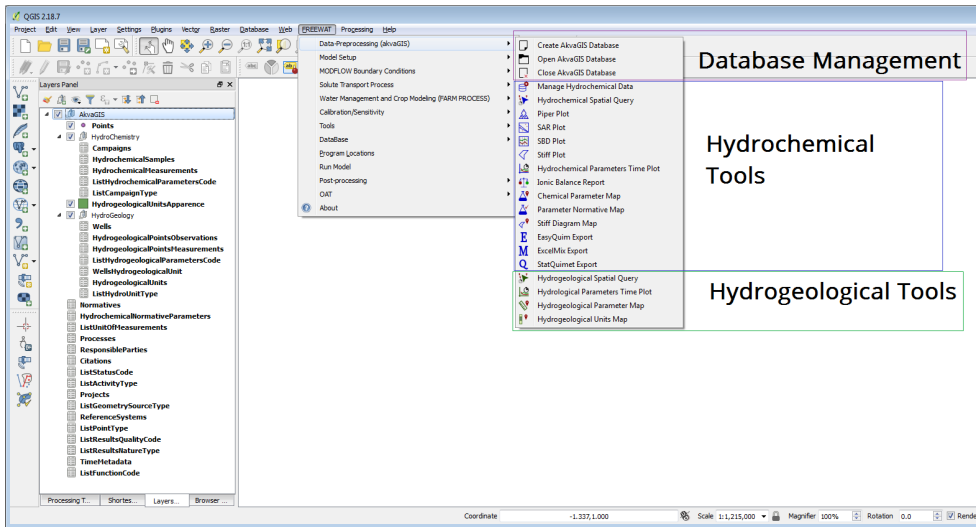 QGIS 2.18.7
Project Edit View Layer Settings Plugins Vectory Raster Database Web FREEWAT Progessing Help
Layers Panel
AkvaGIS
Points
HydroChemistry
Campaigns
HydrochemicalSamples
HydrochemicalMeasurements
ListHydrochemicalParametersCode
ListCampaignType
HydrogeologicalUnitsApparence
HydroGeology
Wells
HydrogeologicalPointsObservations
HydrogeologicalPointsMeasurements
ListHydrogeologicalParametersCode
WellsHydrogeologicalUnit
HydrogeologicalUnits
ListHydroUnitType
Normatives
HydrochemicalNormativeParameters
ListUnitOfMeasurements
Processes
ResponsibleParties
Citations
ListStatusCode
ListActivityType
Projects
ListGeometrySourceType
ReferenceSystems
ListPointType
ListResultsQualityCode
ListResultsNatureType
TimeMetadata
ListFunctionCode
Processing T... Shortes... Layers... Browser ...
Data-Preprocessing (akvaGIS)
Model Setup
MODFLOW Boundary Conditions
Solute Transport Process
Water Management and Crop Modeling (FARM PROCESS)
Calibration/Sensitivity
Tools
DataBase
Program Locations
Run Model
Post-processing
OAT
About
Create AkvaGIS Database
Open AkvaGIS Database
Close AkvaGIS Database
Manage Hydrochemical Data
Hydrochemical Spatial Query
Piper Plot
SAR Plot
SBD Plot
Stiff Plot
Hydrochemical Parameters Time Plot
Ionic Balance Report
Chemical Parameter Map
Parameter Normative Map
Stiff Diagram Map
E EasyQuim Export
M ExcelMix Export
Q StatQuimet Export
Hydrogeological Spatial Query
Hydrological Parameters Time Plot
Hydrogeological Parameter Map
Hydrogeological Units Map
Database Management
Hydrochemical
Tools
Hydrogeological Tools
Coordinate -1.337,1.000 Scale 1:1,215,000 Magnifier 100% Rotation 0.0 Rende